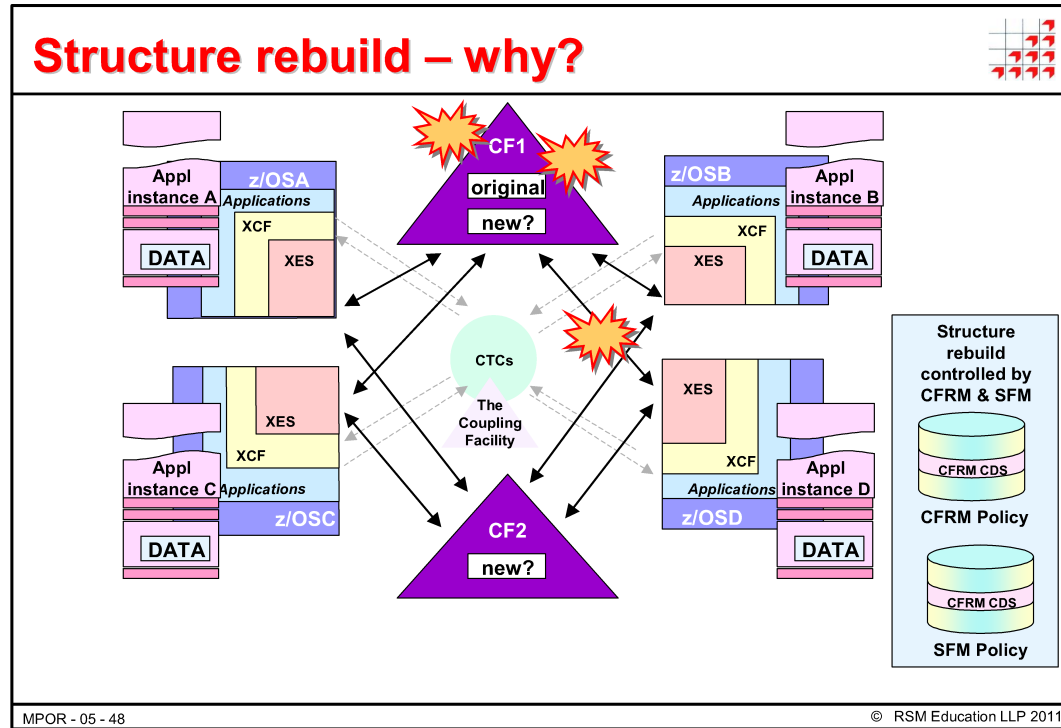 Structure rebuild – why?
CF1
original
new?
z/OSA
Appl
instance A
Applications
XCF
XES
DATA
z/OSB
Appl
instance B
Applications
XCF
XES
DATA
CTCs
The
Coupling
Facility
XES
XCF
Appl
instance C
Applications
z/OSC
DATA
XES
XCF
Appl
instance D
Applications
z/OSD
DATA
CF2
new?
Structure
rebuild
controlled by
CFRM & SFM
CFRM CDS
CFRM Policy
CFRM CDS
SFM Policy
MPOR - 05 - 48
© RSM Education LLP 2011